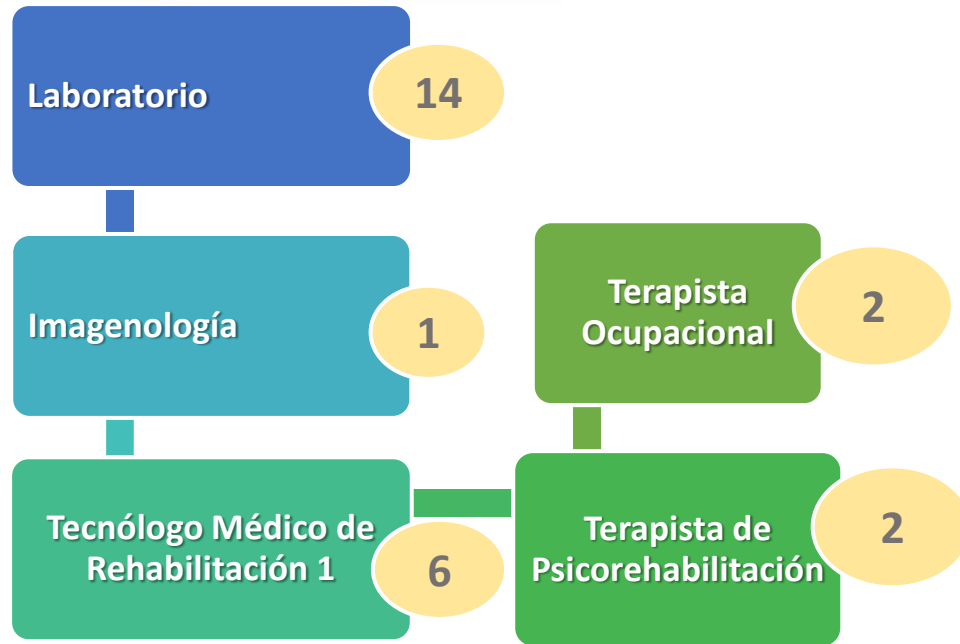 Laboratorio
14
Imagenología
1
Tecnólogo Médico de
Rehabilitación 1
6
Terapista de
Psicorehabilitación
2
Terapista
Ocupacional
2